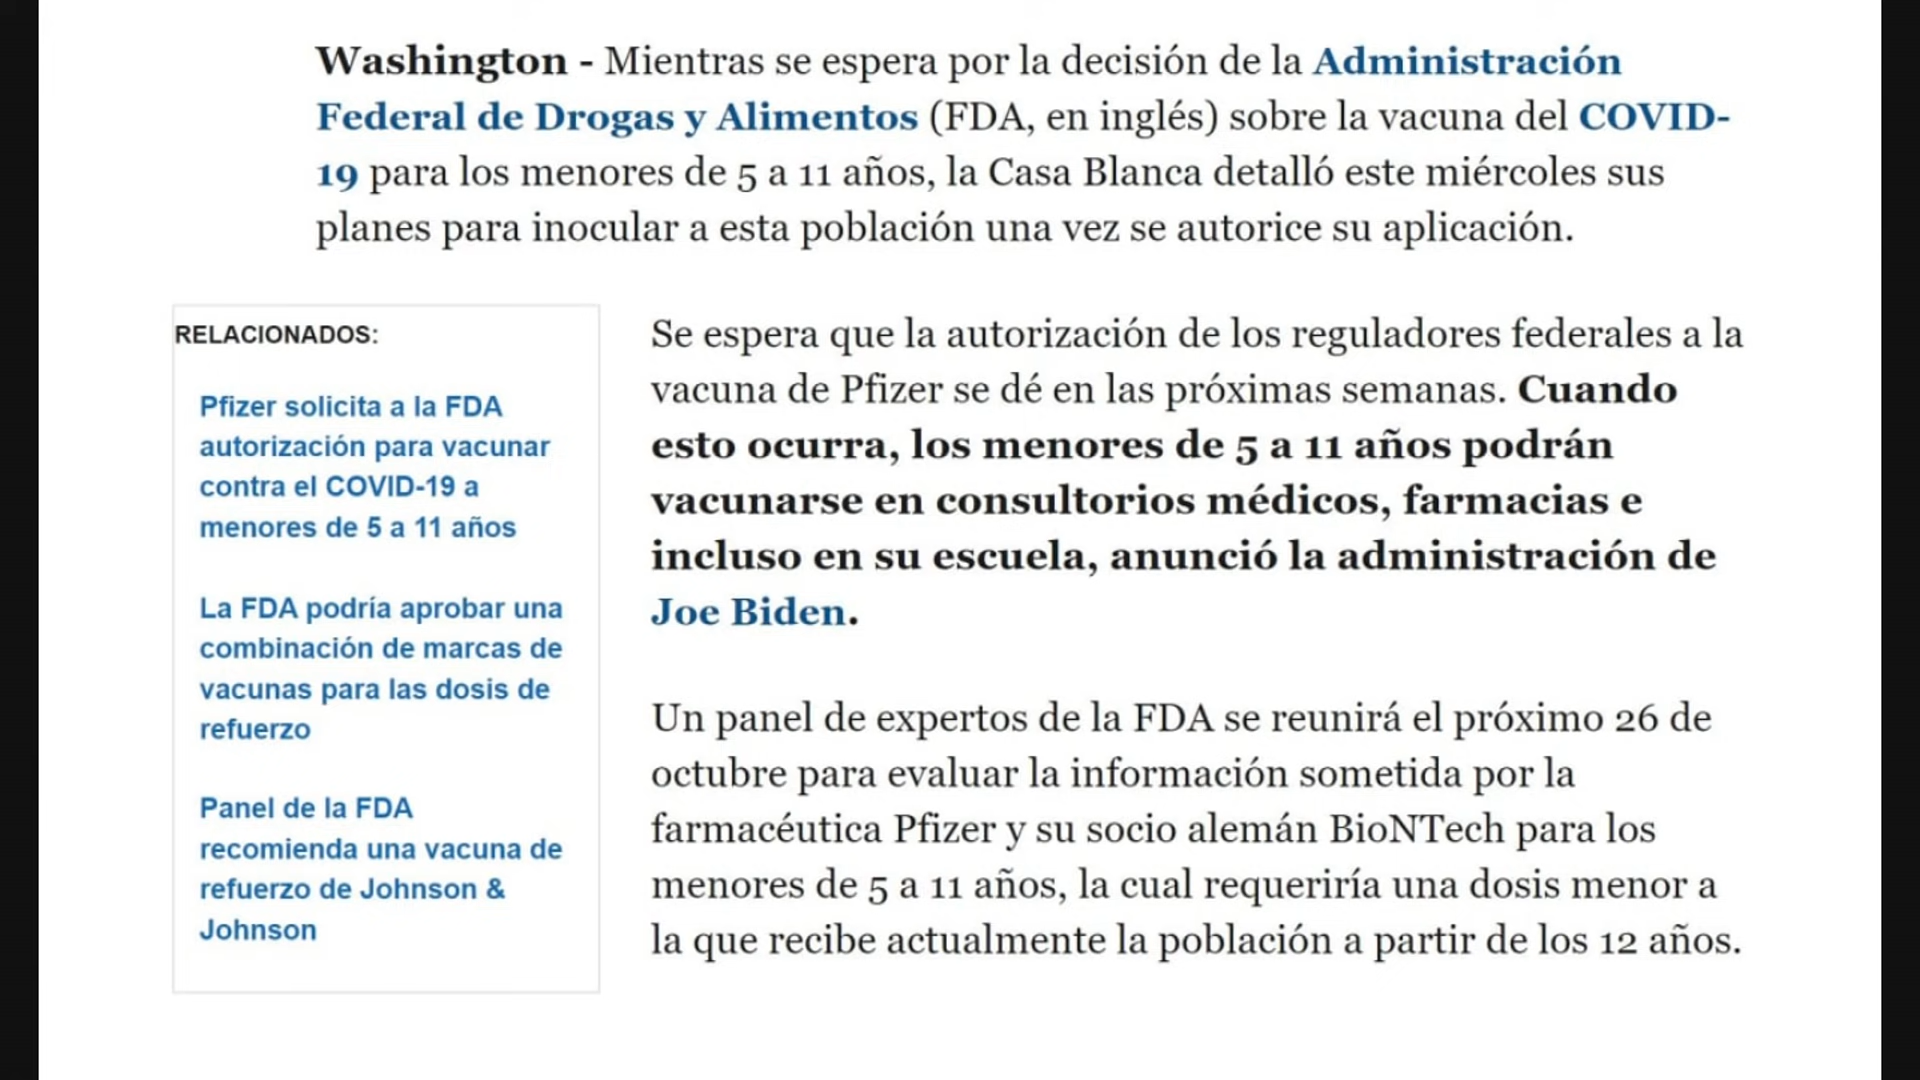 Washington - Mientras se espera por la decisión de la Administración
Federal de Drogas y Alimentos (FDA, en inglés) sobre la vacuna del COVID-
19 para los menores de 5 a 11 años, la Casa Blanca detalló este miércoles sus
planes para inocular a esta población una vez se autorice su aplicación.
RELACIONADOS:
Pfizer solicita a la FDA
autorización para vacunar
contra el COVID-19 a
menores de 5 a 11 años
La FDA podría aprobar una
combinación de marcas de
vacunas para las dosis de
refuerzo
Panel de la FDA
recomienda una vacuna de
refuerzo de Johnson &
Johnson
Se espera que la autorización de los reguladores federales a la
vacuna de Pfizer se dé en las próximas semanas. Cuando
esto ocurra, los menores de 5 a 11 años podrán
vacunarse en consultorios médicos, farmacias e
incluso en su escuela, anunció la administración de
Joe Biden.
Un panel de expertos de la FDA se reunirá el próximo 26 de
octubre para evaluar la información sometida por la
farmacéutica Pfizer y su socio alemán BioNTech para los
menores de 5 a 11 años, la cual requeriría una dosis menor a
la que recibe actualmente la población a partir de los 12 años.